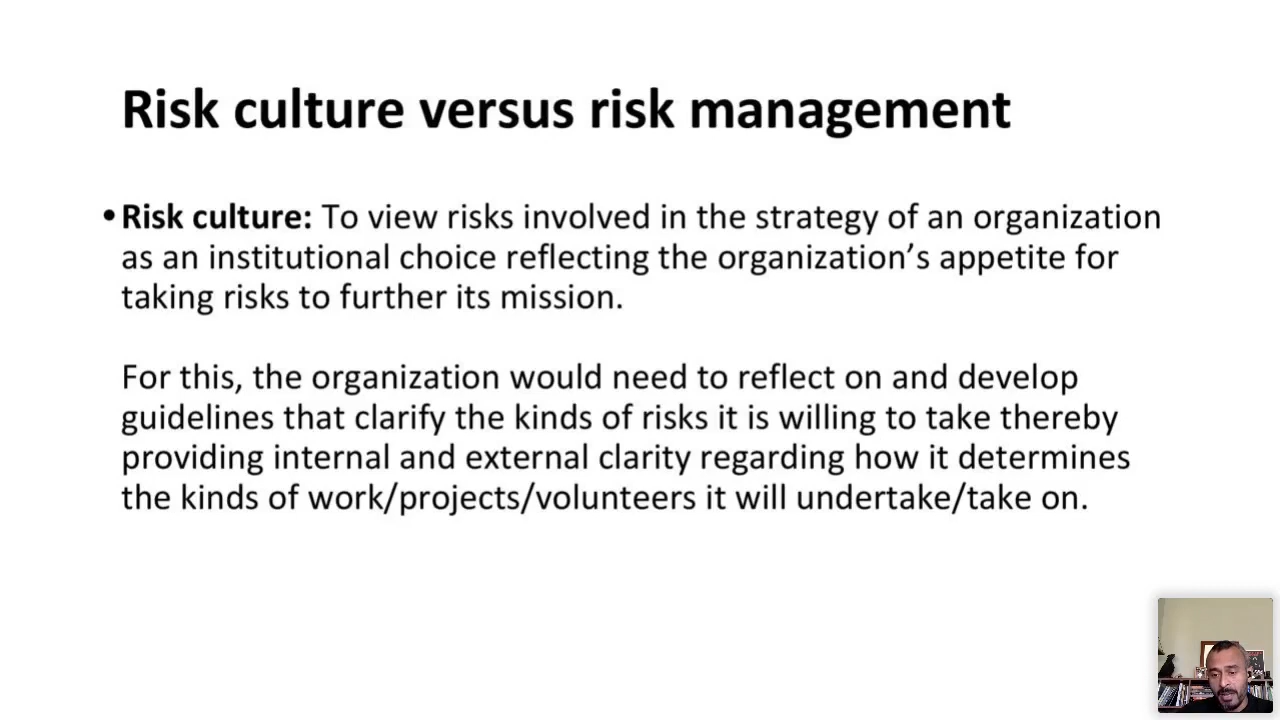 Risk culture versus risk management
•Risk culture: To view risks involved in the strategy of an organization
as an institutional choice reflecting the organization’s appetite for
taking risks to further its mission.
For this, the organization would need to reflect on and develop
guidelines that clarify the kinds of risks it is willing to take thereby
providing internal and external clarity regarding how it determines
the kinds of work/projects/volunteers it will undertake/take on.